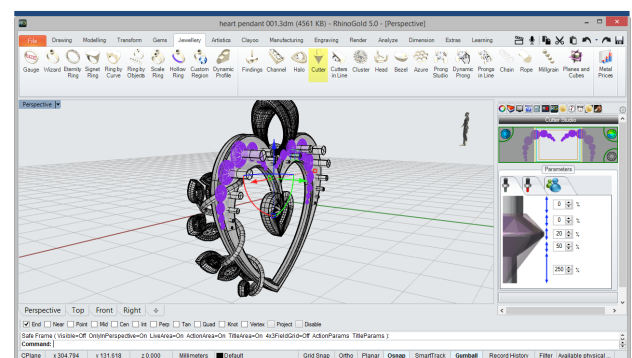 heart pendant 001.3dm (4561 KB) - RhinoGold 5.0 - [Perspective]
File Drawing Modelling Transform Gems Jewellery Artistics Clayoo Manufacturing Engraving Render Analyze Dimension Extras Learning
Gauge Wizard Eternity Ring Signet Ring Ring by Curve Ring by Objects Scale Ring Hollow Ring Custom Region Dynamic Profile Findings Channel Halo Cutter Cutters in Line Cluster Head Bezel Azure Prong Studio Dynamic Prong Prongs in Line Chain Rope Millgrain Planes and Cubes Metal Prices
Perspective
Cutter Studio
Parameters
0 %
0 %
20 %
50 %
250 %
Perspective Top Front Right
End Near Point Mid Cen Int Perp Tan Quad Knot Vertex Project Disable
Safe Frame ( Visible=Off OnlyInPerspective=On LiveArea=On ActionArea=On TitleArea=On 4x3FieldGrid=Off ActionParams TitleParams ):
Command:
CPlane x 304.794 y 131.618 z 0.000 Millimeters Default Grid Snap Ortho Planar Osnap SmartTrack Gumball Record History Filter Available physical ...